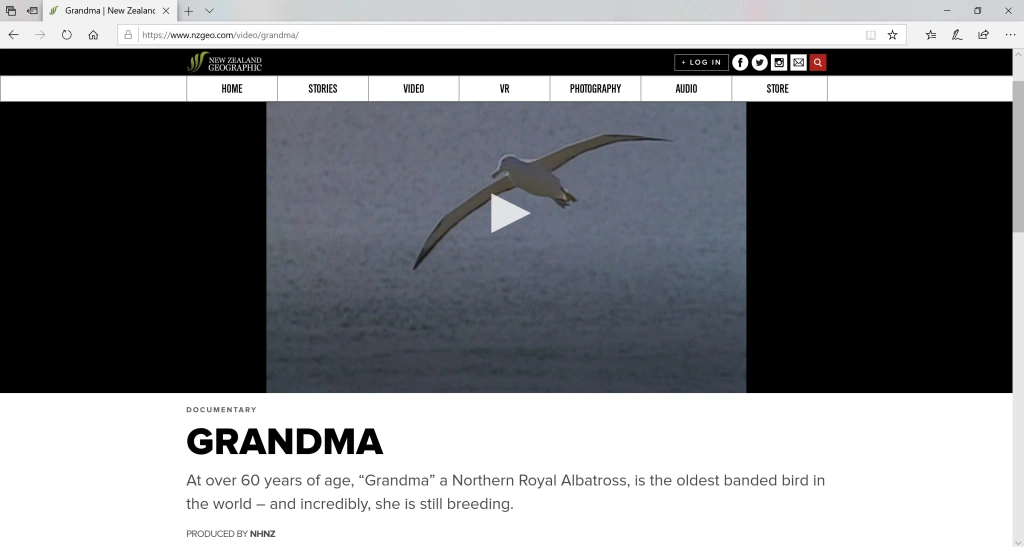 Grandma | New Zealand
https://www.nzgeo.com/video/grandma/
NEW ZEALAND
GEOGRAPHIC
+ LOG IN
HOME STORIES VIDEO VR PHOTOGRAPHY AUDIO STORE
DOCUMENTARY
GRANDMA
At over 60 years of age, “Grandma” a Northern Royal Albatross, is the oldest banded bird in
the world – and incredibly, she is still breeding.
PRODUCED BY NHNZ